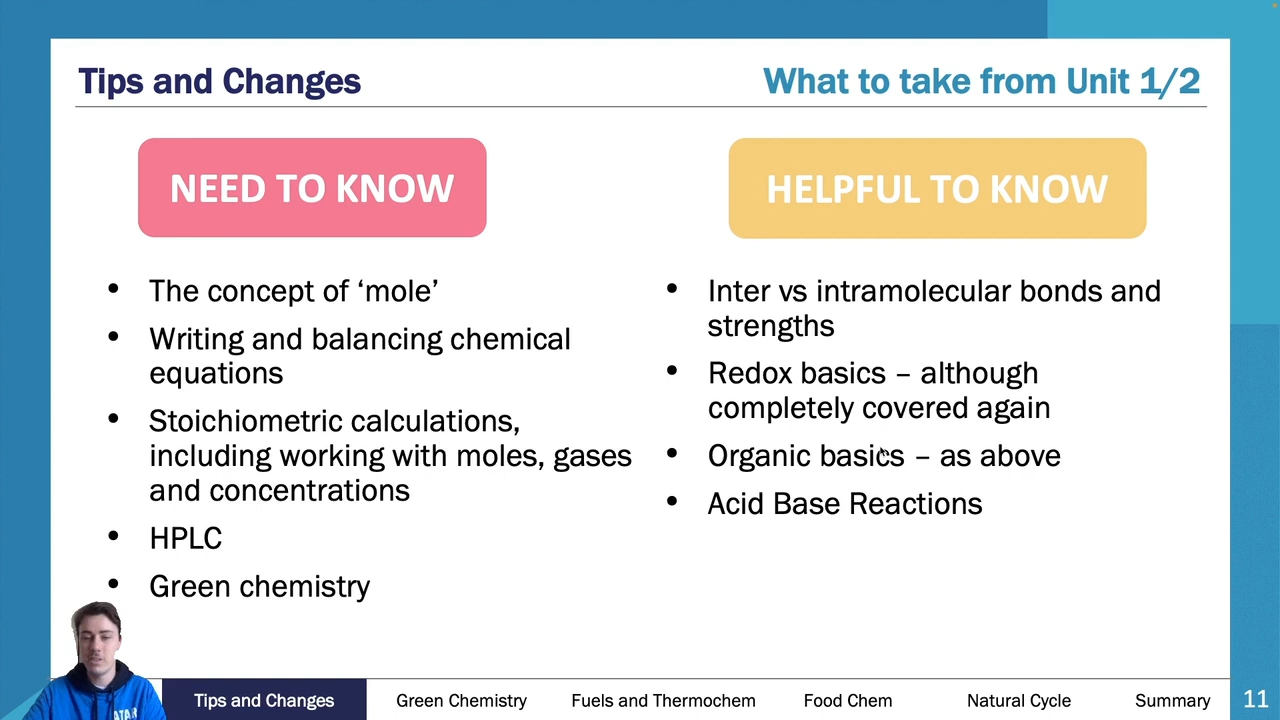 Tips and Changes
What to take from Unit 1/2
NEED TO KNOW
HELPFUL TO KNOW
• The concept of ‘mole’
• Writing and balancing chemical
equations
• Stoichiometric calculations,
including working with moles, gases
and concentrations
• HPLC
• Green chemistry
• Inter vs intramolecular bonds and
strengths
• Redox basics – although
completely covered again
• Organic basics – as above
• Acid Base Reactions
Tips and Changes
Green Chemistry
Fuels and Thermochem
Food Chem
Natural Cycle
Summary
11